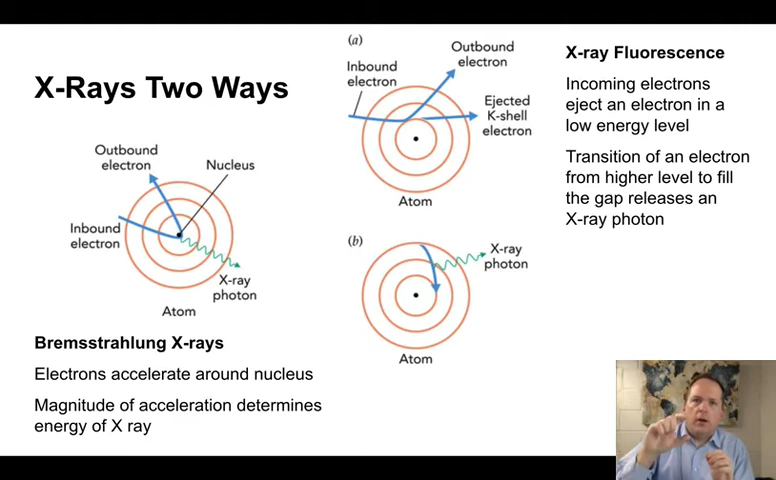 X-Rays Two Ways
Outbound
electron
Nucleus
Inbound
electron
X-ray
photon
Atom
Bremsstrahlung X-rays
Electrons accelerate around nucleus
Magnitude of acceleration determines
energy of X ray
(a)
Outbound
electron
Inbound
electron
Ejected
K-shell
electron
Atom
(b)
X-ray
photon
Atom
X-ray Fluorescence
Incoming electrons
eject an electron in a
low energy level
Transition of an electron
from higher level to fill
the gap releases an
X-ray photon